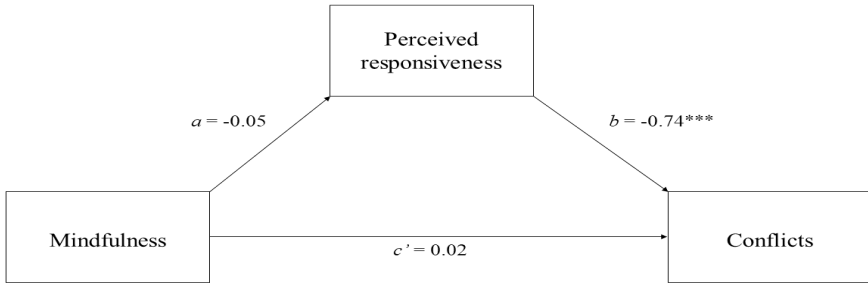 Perceived
responsiveness
a = -0.05
b = -0.74***
Mindfulness
c’ = 0.02
Conflicts